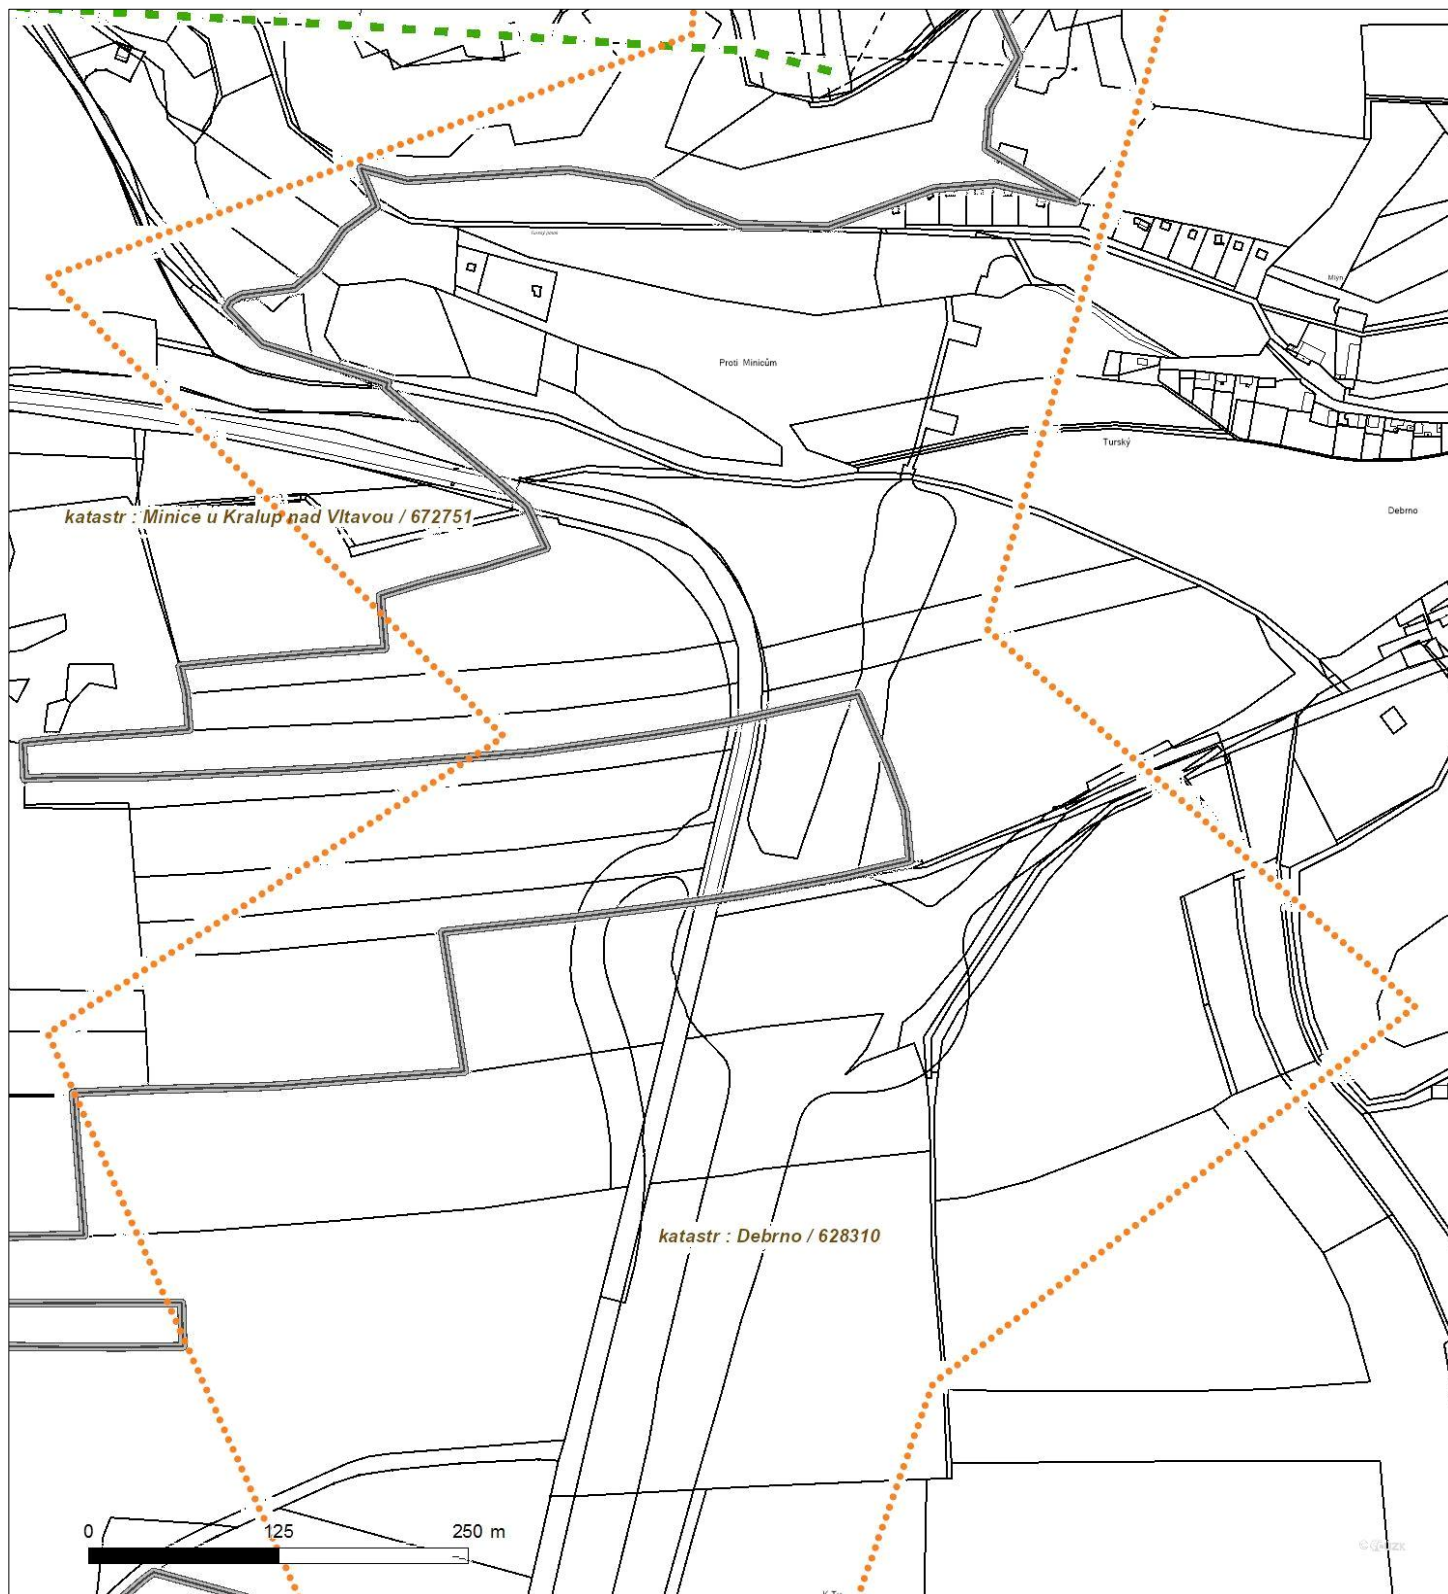 Proti Minicům
Mlýn
Turský
Debrno
katastr : Minice u Kralup nad Vltavou / 672751
katastr : Debrno / 628310
0 125 250 m